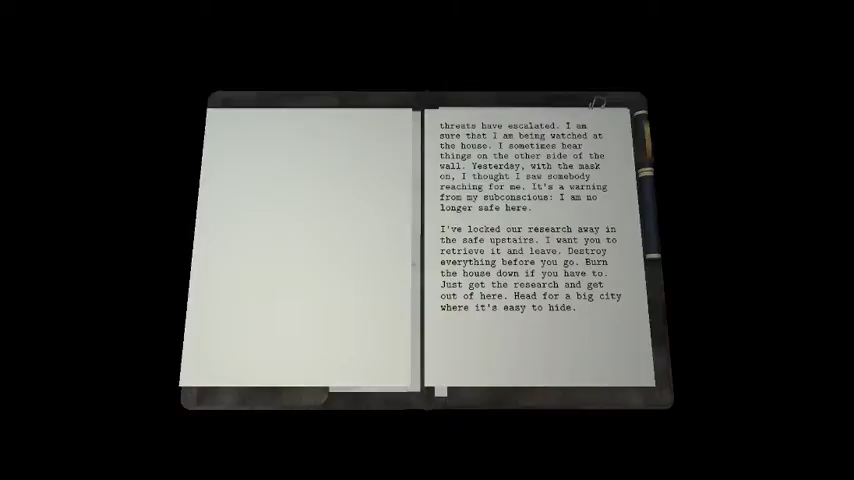 threats have escalated. I am
sure that I am being watched at
the house. I sometimes hear
things on the other side of the
wall. Yesterday, with the mask
on, I thought I saw somebody
reaching for me. It's a warning
from my subconscious: I am no
longer safe here.
I've locked our research away in
the safe upstairs. I want you to
retrieve it and leave. Destroy
everything before you go. Burn
the house down if you have to.
Just get the research and get
out of here. Head for a big city
where it's easy to hide.